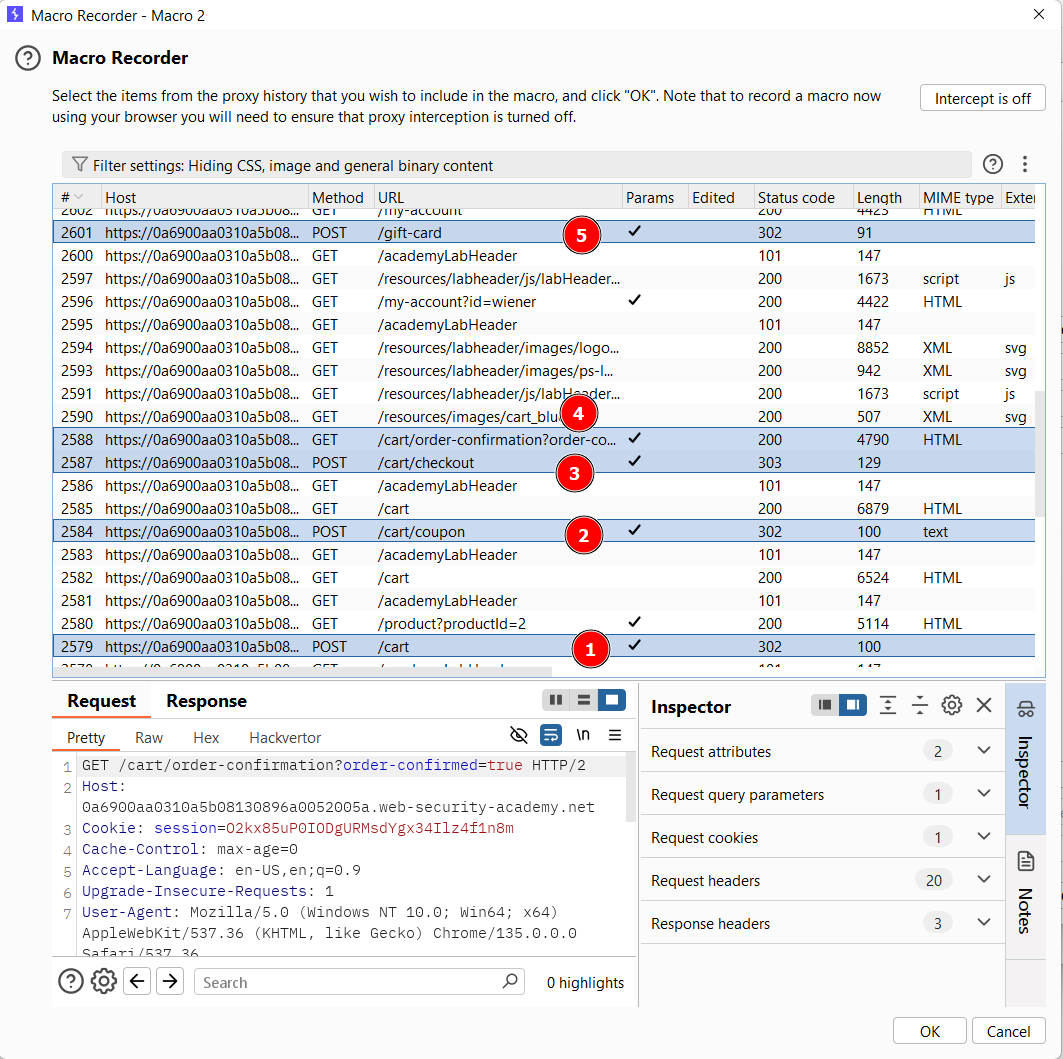 Macro Recorder - Macro 2
Macro Recorder
Select the items from the proxy history that you wish to include in the macro, and click "OK". Note that to record a macro now
using your browser you will need to ensure that proxy interception is turned off.
Intercept is off
Filter settings: Hiding CSS, image and general binary content
# Host Method URL Params Edited Status code Length MIME type Exter
2602 https://0a6900aa0310a5b08... GET /my-account 200 4423 HTML
2601 https://0a6900aa0310a5b08... POST /gift-card 5 ✓ 302 91
2600 https://0a6900aa0310a5b08... GET /academyLabHeader 101 147
2597 https://0a6900aa0310a5b08... GET /resources/labheader/js/labHeader... 200 1673 script js
2596 https://0a6900aa0310a5b08... GET /my-account?id=wiener ✓ 200 4422 HTML
2595 https://0a6900aa0310a5b08... GET /academyLabHeader 101 147
2594 https://0a6900aa0310a5b08... GET /resources/labheader/images/logo... 200 8852 XML svg
2593 https://0a6900aa0310a5b08... GET /resources/labheader/images/ps-l... 200 942 XML svg
2591 https://0a6900aa0310a5b08... GET /resources/labheader/js/labHeader... 200 1673 script js
2590 https://0a6900aa0310a5b08... GET /resources/images/cart_blu 4 200 507 XML svg
2588 https://0a6900aa0310a5b08... GET /cart/order-confirmation?order-co... ✓ 200 4790 HTML
2587 https://0a6900aa0310a5b08... POST /cart/checkout 3 ✓ 303 129
2586 https://0a6900aa0310a5b08... GET /academyLabHeader 101 147
2585 https://0a6900aa0310a5b08... GET /cart 200 6879 HTML
2584 https://0a6900aa0310a5b08... POST /cart/coupon 2 ✓ 302 100 text
2583 https://0a6900aa0310a5b08... GET /academyLabHeader 101 147
2582 https://0a6900aa0310a5b08... GET /cart 200 6524 HTML
2581 https://0a6900aa0310a5b08... GET /academyLabHeader 101 147
2580 https://0a6900aa0310a5b08... GET /product?productId=2 ✓ 200 5114 HTML
2579 https://0a6900aa0310a5b08... POST /cart 1 ✓ 302 100
Request Response
Pretty Raw Hex Hackvertor \n
1 GET /cart/order-confirmation?order-confirmed=true HTTP/2
2 Host:
0a6900aa0310a5b08130896a0052005a.web-security-academy.net
3 Cookie: session=O2kx85uP0IODgURMsdYgx34Ilz4f1n8m
4 Cache-Control: max-age=0
5 Accept-Language: en-US,en;q=0.9
6 Upgrade-Insecure-Requests: 1
7 User-Agent: Mozilla/5.0 (Windows NT 10.0; Win64; x64)
AppleWebKit/537.36 (KHTML, like Gecko) Chrome/135.0.0.0
Safari/537.36
Search
0 highlights
Inspector
Request attributes 2
Request query parameters 1
Request cookies 1
Request headers 20
Response headers 3
Inspector
Notes
OK Cancel